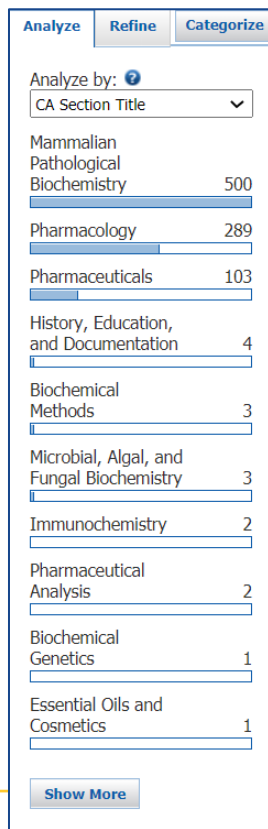 Analyze Refine Categorize
Analyze by: ?
CA Section Title
Mammalian
Pathological
Biochemistry 500
Pharmacology 289
Pharmaceuticals 103
History, Education,
and Documentation 4
Biochemical
Methods 3
Microbial, Algal, and
Fungal Biochemistry 3
Immunochemistry 2
Pharmaceutical
Analysis 2
Biochemical
Genetics 1
Essential Oils and
Cosmetics 1
Show More